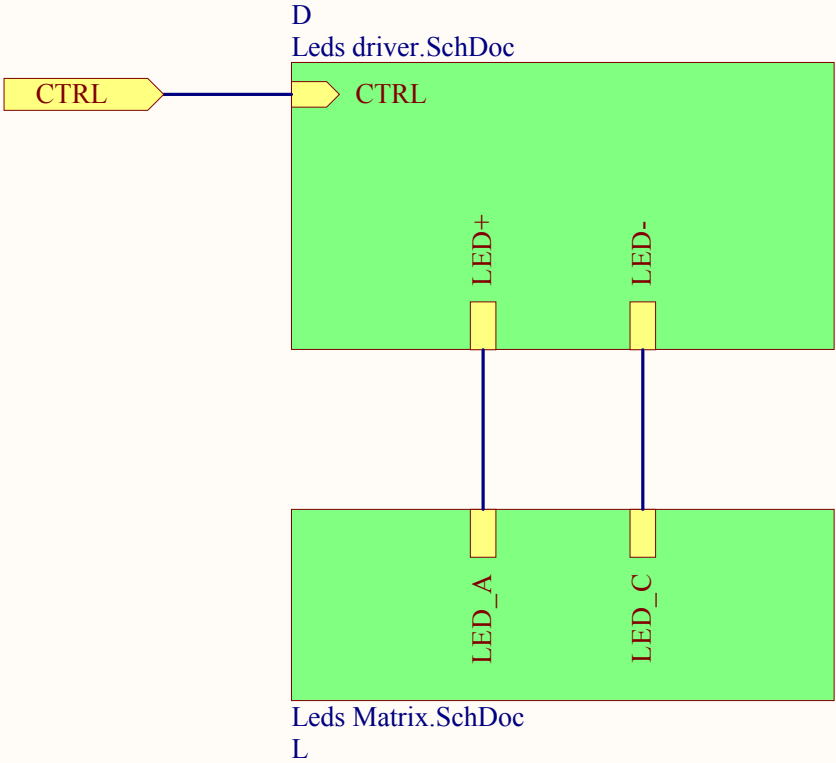 D
Leds driver.SchDoc
CTRL
CTRL
LED+
LED-
LED_A
LED_C
Leds Matrix.SchDoc
L